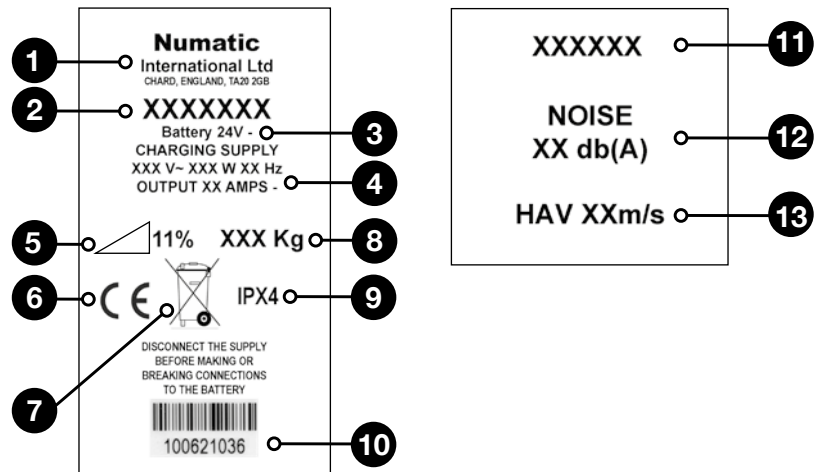 Numatic
International Ltd
CHARD, ENGLAND, TA20 2GB
XXXXXXX
Battery 24V -
CHARGING SUPPLY
XXX V~ XXX W XX Hz
OUTPUT XX AMPS -
11% XXX Kg
CE
IPX4
DISCONNECT THE SUPPLY
BEFORE MAKING OR
BREAKING CONNECTIONS
TO THE BATTERY
100621036
1
2
3
4
5
6
7
8
9
10
XXXXXX
NOISE
XX db(A)
HAV XXm/s
11
12
13